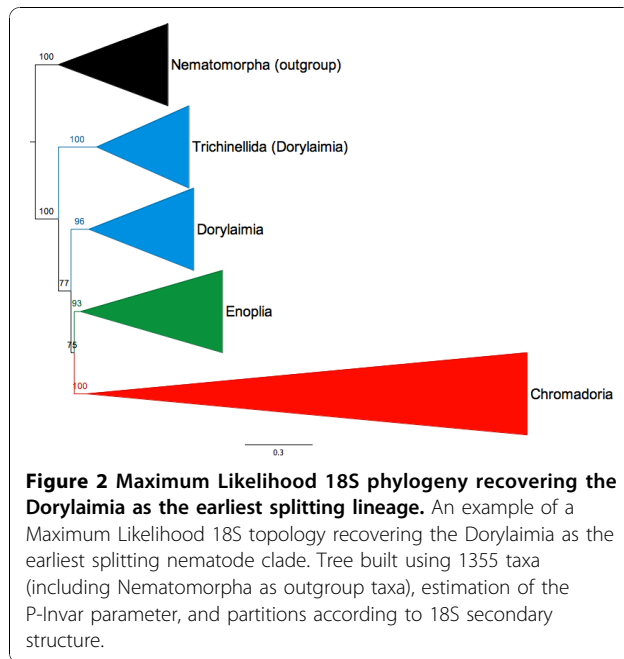 100
Nematomorpha (outgroup)
100
Trichinellida (Dorylaimia)
100
96
Dorylaimia
77
93
Enoplia
75
100
Chromadoria
0.3
Figure 2 Maximum Likelihood 18S phylogeny recovering the
Dorylaimia as the earliest splitting lineage. An example of a
Maximum Likelihood 18S topology recovering the Dorylaimia as the
earliest splitting nematode clade. Tree built using 1355 taxa
(including Nematomorpha as outgroup taxa), estimation of the
P-Invar parameter, and partitions according to 18S secondary
structure.